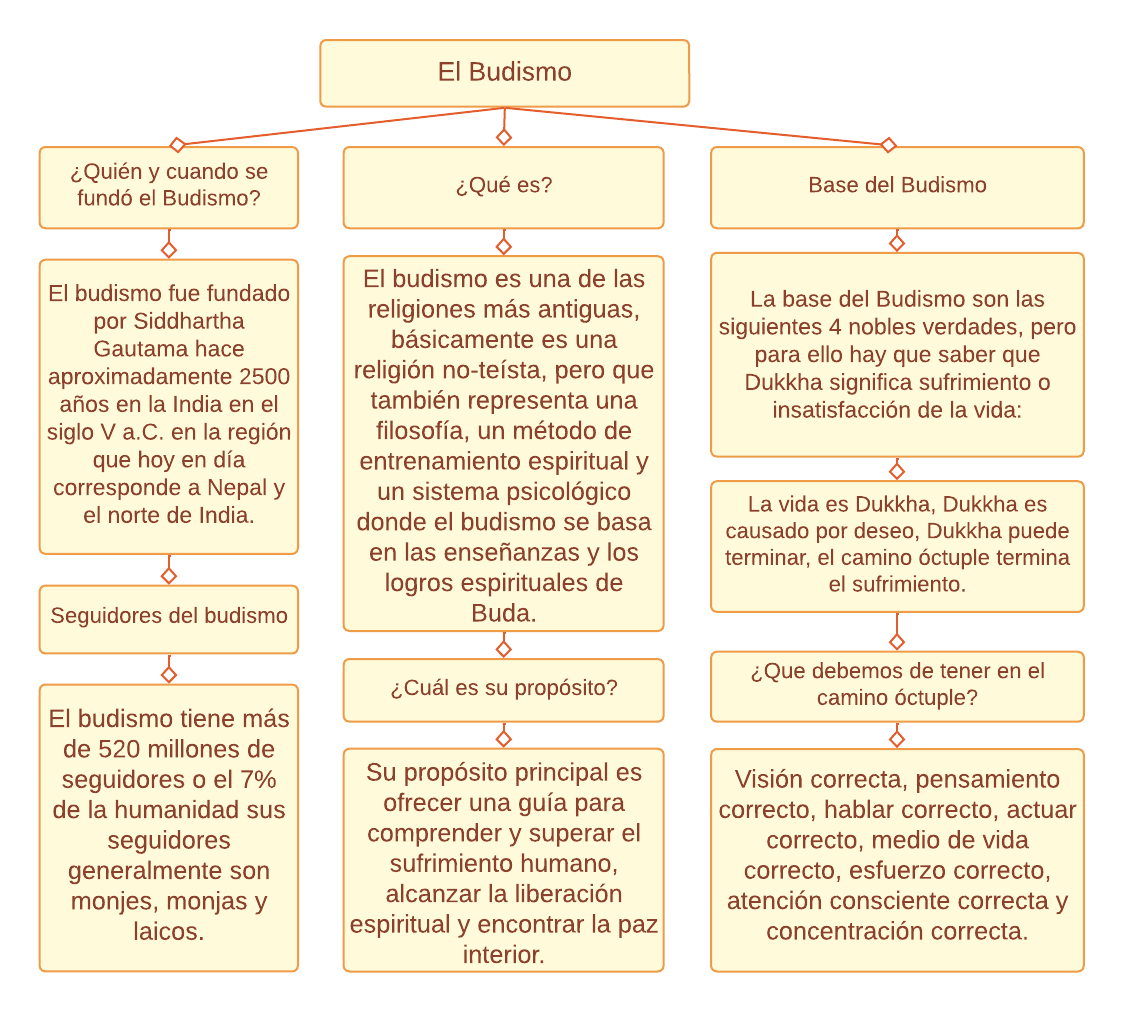 El Budismo
¿Quién y cuando se
fundó el Budismo?
El budismo fue fundado
por Siddhartha
Gautama hace
aproximadamente 2500
años en la India en el
siglo V a.C. en la región
que hoy en día
corresponde a Nepal y
el norte de India.
Seguidores del budismo
El budismo tiene más
de 520 millones de
seguidores o el 7%
de la humanidad sus
seguidores
generalmente son
monjes, monjas y
laicos.
¿Qué es?
El budismo es una de las
religiones más antiguas,
básicamente es una
religión no-teísta, pero que
también representa una
filosofía, un método de
entrenamiento espiritual y
un sistema psicológico
donde el budismo se basa
en las enseñanzas y los
logros espirituales de
Buda.
¿Cuál es su propósito?
Su propósito principal es
ofrecer una guía para
comprender y superar el
sufrimiento humano,
alcanzar la liberación
espiritual y encontrar la paz
interior.
Base del Budismo
La base del Budismo son las
siguientes 4 nobles verdades, pero
para ello hay que saber que
Dukkha significa sufrimiento o
insatisfacción de la vida:
La vida es Dukkha, Dukkha es
causado por deseo, Dukkha puede
terminar, el camino óctuple termina
el sufrimiento.
¿Que debemos de tener en el
camino óctuple?
Visión correcta, pensamiento
correcto, hablar correcto, actuar
correcto, medio de vida
correcto, esfuerzo correcto,
atención consciente correcta y
concentración correcta.